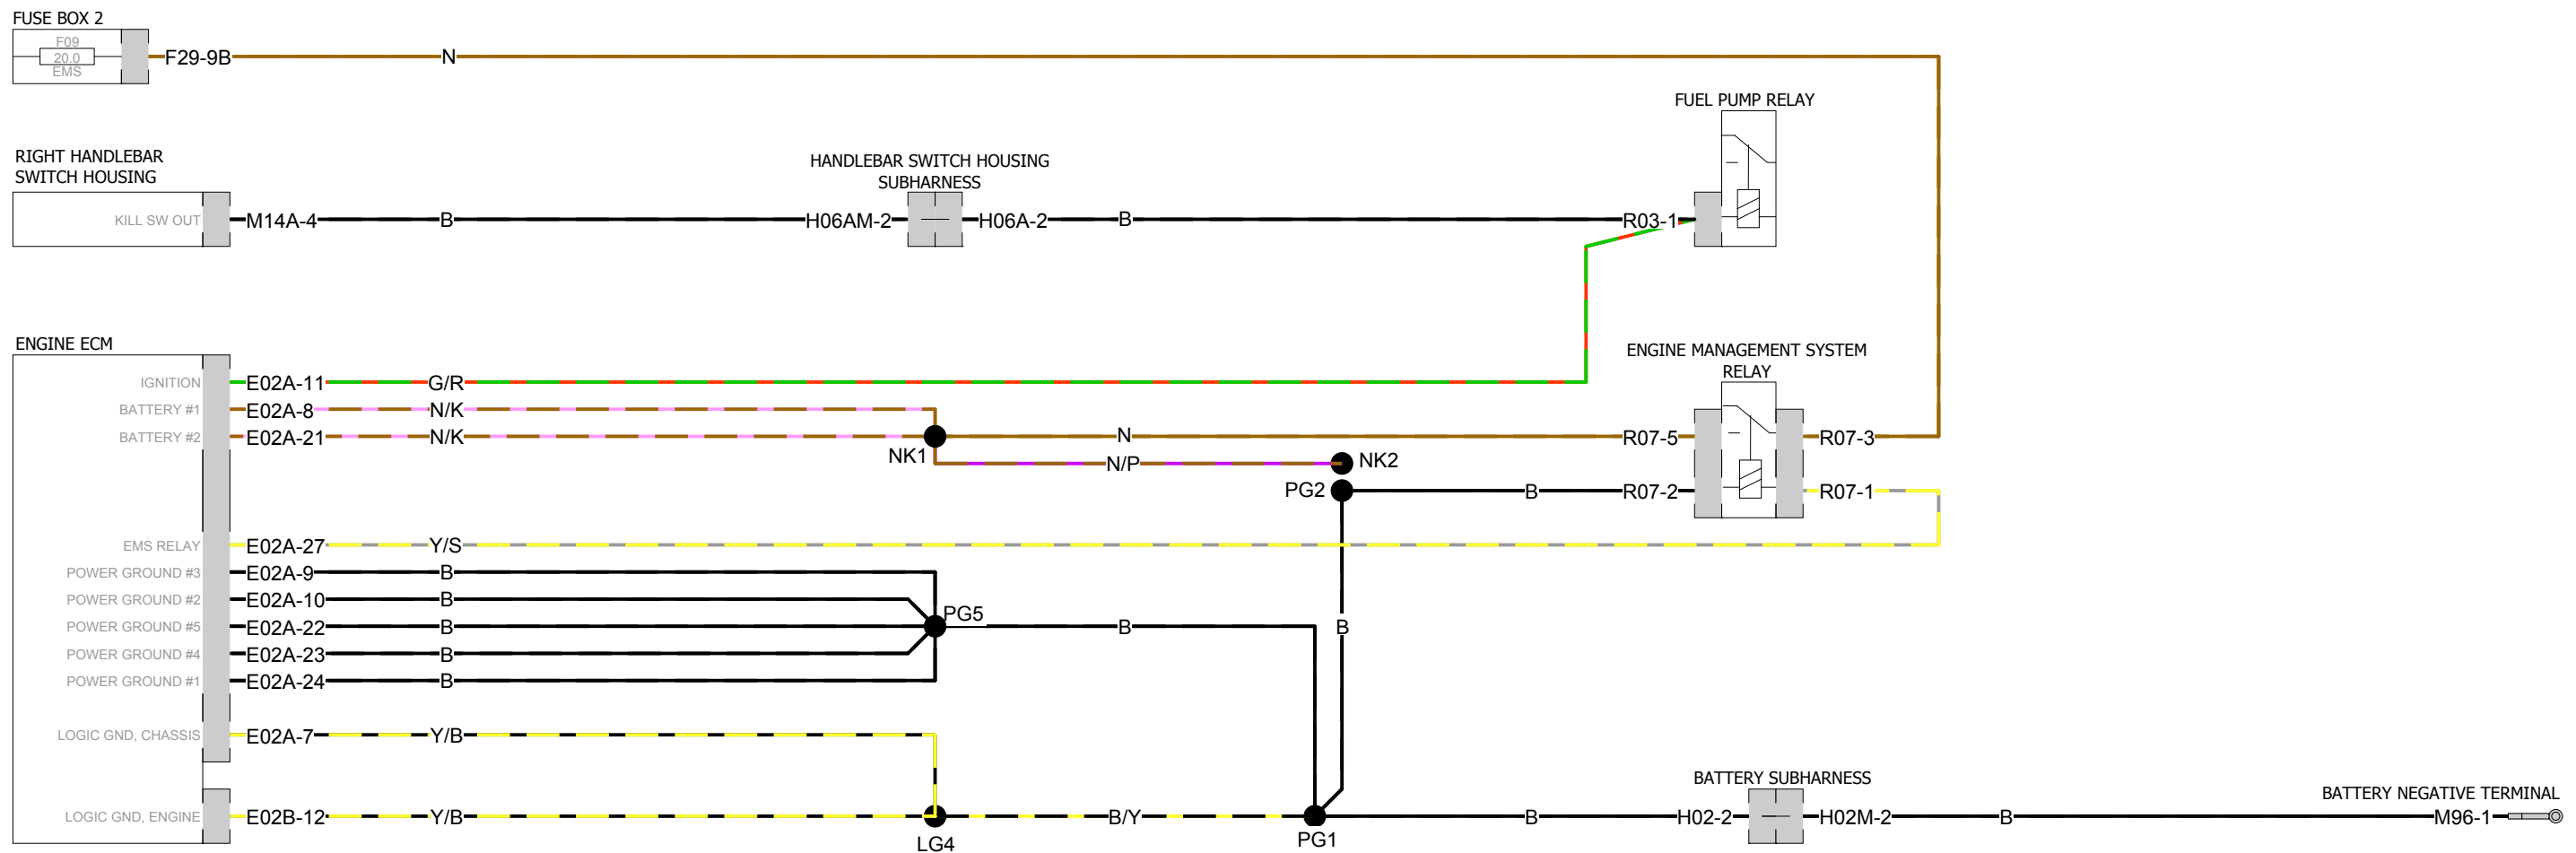 FUSE BOX 2
F09
20.0
EMS
F29-9B
N
FUEL PUMP RELAY
RIGHT HANDLEBAR
SWITCH HOUSING
HANDLEBAR SWITCH HOUSING
SUBHARNESS
KILL SW OUT
M14A-4
B
H06AM-2
H06A-2
B
R03-1
ENGINE ECM
ENGINE MANAGEMENT SYSTEM
RELAY
IGNITION
E02A-11
G/R
BATTERY #1
E02A-8
N/K
BATTERY #2
E02A-21
N/K
NK1
N
R07-5
R07-3
N/P
NK2
PG2
B
R07-2
R07-1
EMS RELAY
E02A-27
Y/S
POWER GROUND #3
E02A-9
B
POWER GROUND #2
E02A-10
B
PG5
POWER GROUND #5
E02A-22
B
B
B
POWER GROUND #4
E02A-23
B
POWER GROUND #1
E02A-24
B
LOGIC GND, CHASSIS
E02A-7
Y/B
BATTERY SUBHARNESS
BATTERY NEGATIVE TERMINAL
LOGIC GND, ENGINE
E02B-12
Y/B
LG4
B/Y
PG1
B
H02-2
H02M-2
B
M96-1